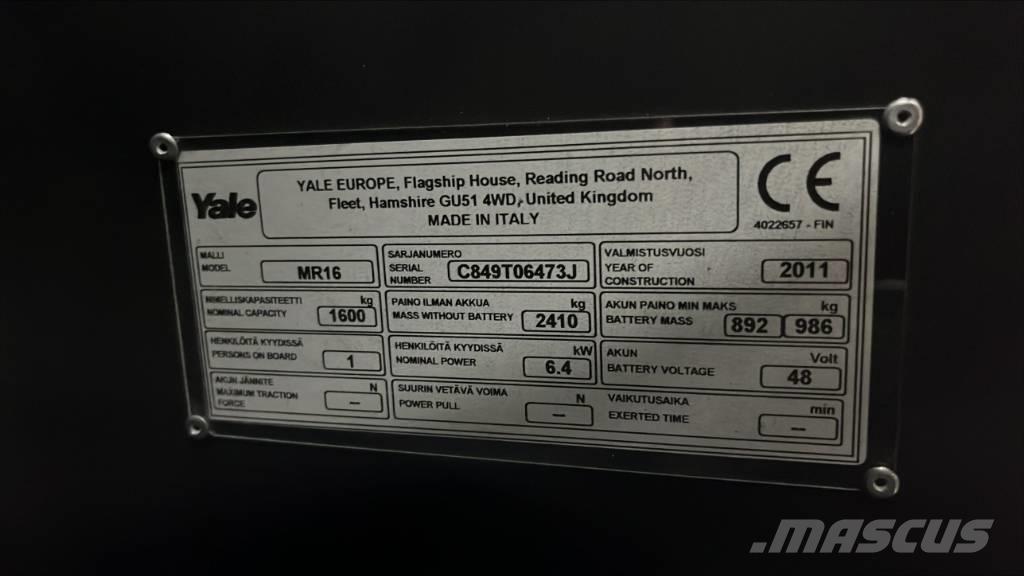 Yale
YALE EUROPE, Flagship House, Reading Road North,
Fleet, Hamshire GU51 4WD, United Kingdom
MADE IN ITALY
CE
4022657 - FIN
MALLI
MODEL
MR16
SARJANUMERO
SERIAL
NUMBER
C849T06473J
VALMISTUSVUOSI
YEAR OF
CONSTRUCTION
2011
NIMELLISKAPASITEETTI
NOMINAL CAPACITY
kg
1600
PAINO ILMAN AKKUA
MASS WITHOUT BATTERY
kg
2410
AKUN PAINO MIN MAKS
BATTERY MASS
kg
892 986
HENKILÖITÄ KYYDISSÄ
PERSONS ON BOARD
1
HENKILÖITÄ KYYDISSÄ
NOMINAL POWER
kW
6.4
AKUN
BATTERY VOLTAGE
Volt
48
AKUN JÄNNITE
MAXIMUM TRACTION
FORCE
N
--
SUURIN VETÄVÄ VOIMA
POWER PULL
N
--
VAIKUTUSAIKA
EXERTED TIME
min
--
.MASCUS